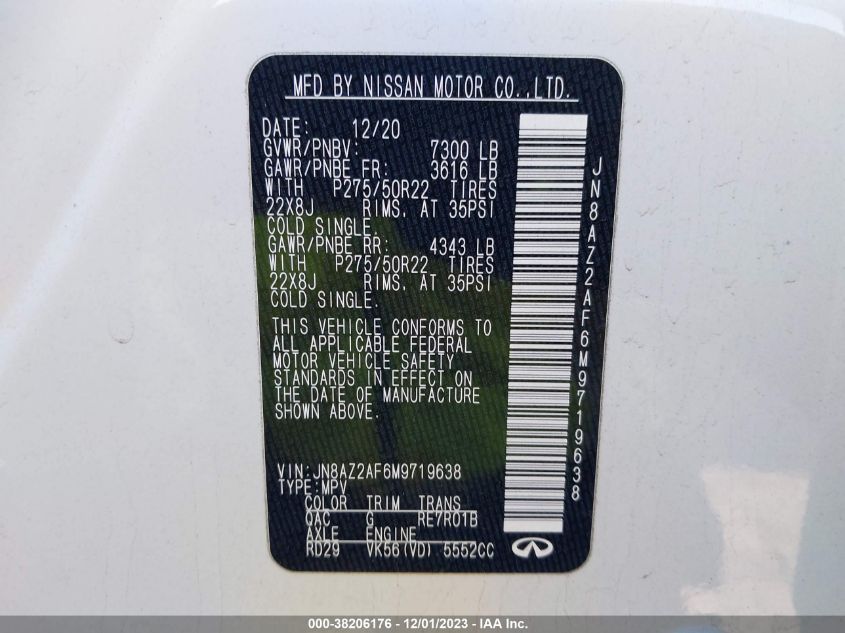 MFD BY NISSAN MOTOR CO.,LTD.
DATE: 12/20
GVWR/PNBV: 7300 LB
GAWR/PNBE FR: 3616 LB
WITH P275/50R22 TIRES
22X8J RIMS. AT 35PSI
COLD SINGLE.
GAWR/PNBE RR: 4343 LB
WITH P275/50R22 TIRES
22X8J RIMS. AT 35PSI
COLD SINGLE.
THIS VEHICLE CONFORMS TO
ALL APPLICABLE FEDERAL
MOTOR VEHICLE SAFETY
STANDARDS IN EFFECT ON
THE DATE OF MANUFACTURE
SHOWN ABOVE.
VIN:JN8AZ2AF6M9719638
TYPE:MPV
COLOR TRIM TRANS
QAC G RE7R01B
AXLE ENGINE
RD29 VK56(VD) 5552CC
JN8AZ2AF6M9719638
000-38206176 - 12/01/2023 - IAA Inc.